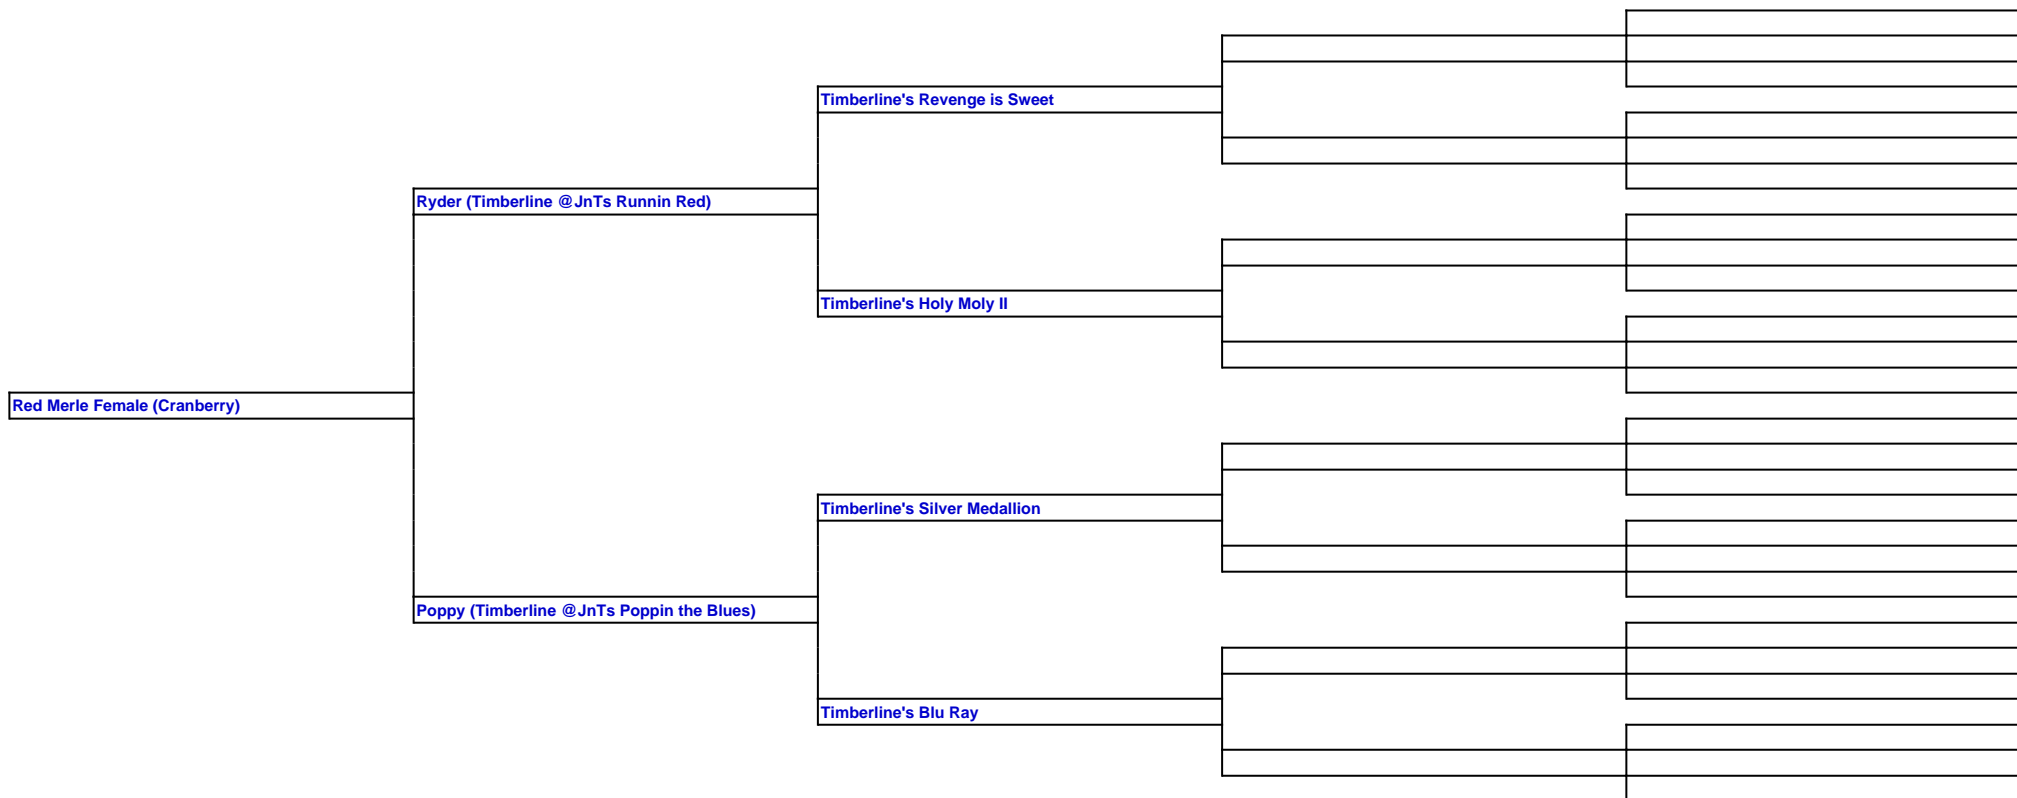 Timberline's Revenge is Sweet
Ryder (Timberline @JnTs Runnin Red)
Timberline's Holy Moly II
Red Merle Female (Cranberry)
Timberline's Silver Medallion
Poppy (Timberline @JnTs Poppin the Blues)
Timberline's Blu Ray